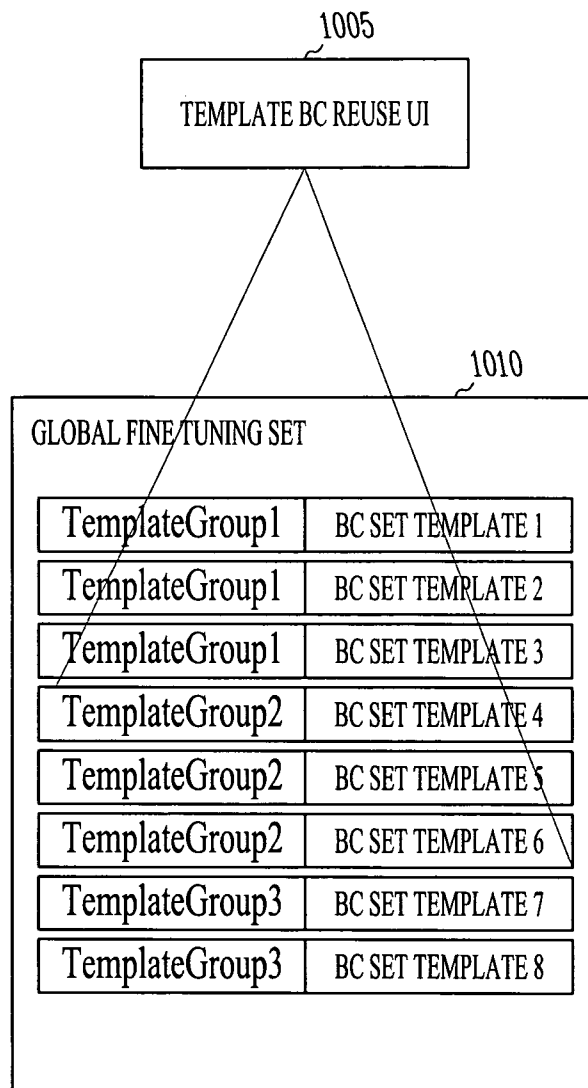 1005
TEMPLATE BC REUSE UI
1010
GLOBAL FINE TUNING SET
TemplateGroup1 BC SET TEMPLATE 1
TemplateGroup1 BC SET TEMPLATE 2
TemplateGroup1 BC SET TEMPLATE 3
TemplateGroup2 BC SET TEMPLATE 4
TemplateGroup2 BC SET TEMPLATE 5
TemplateGroup2 BC SET TEMPLATE 6
TemplateGroup3 BC SET TEMPLATE 7
TemplateGroup3 BC SET TEMPLATE 8